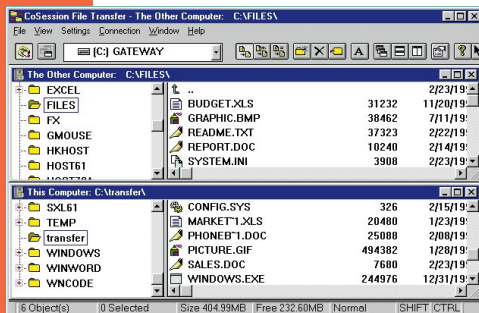 CoSession File Transfer - The Other Computer: C:\FILES
File View Settings Connection Window Help
[C:] GATEWAY
The Other Computer: C:\FILES\
EXCEL
FILES
FX
GMOUSE
HKHOST
HOST61
..
2/23/19
BUDGET.XLS 31232 11/20/19
GRAPHIC.BMP 38462 7/11/19
README.TXT 37323 2/22/19
REPORT.DOC 10240 2/14/19
SYSTEM.INI 3908 2/23/19
This Computer: C:\transfer\
SXL61
TEMP
transfer
WINDOWS
WINWORD
WNCODE
CONFIG.SYS 326 2/15/19
MARKET~1.XLS 20480 1/23/19
PHONEB~1.DOC 25088 2/08/19
PICTURE.GIF 494382 1/28/19
SALES.DOC 7680 2/23/19
WINDOWS.EXE 244976 12/31/19
6 Object(s) 0 Selected Size 404.99MB Free 232.60MB Normal SHIFT CTRL